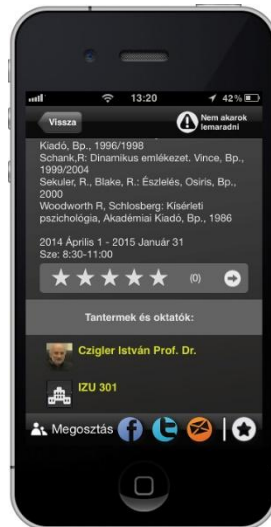 13:20
42%
Vissza
Nem akarok
lemaradni
Kiadó, Bp., 1996/1998
Schank,R: Dinamikus emlékezet. Vince, Bp.,
1999/2004
Sekuler, R., Blake, R.: Észlelés, Osiris, Bp.,
2000
Woodworth R, Schlosberg: Kísérleti
pszichológia, Akadémiai Kiadó, Bp., 1986
2014 Április 1 - 2015 Január 31
Sze: 8:30-11:00
(0)
Tantermek és oktatók:
Czigler István Prof. Dr.
IZU 301
Megosztás